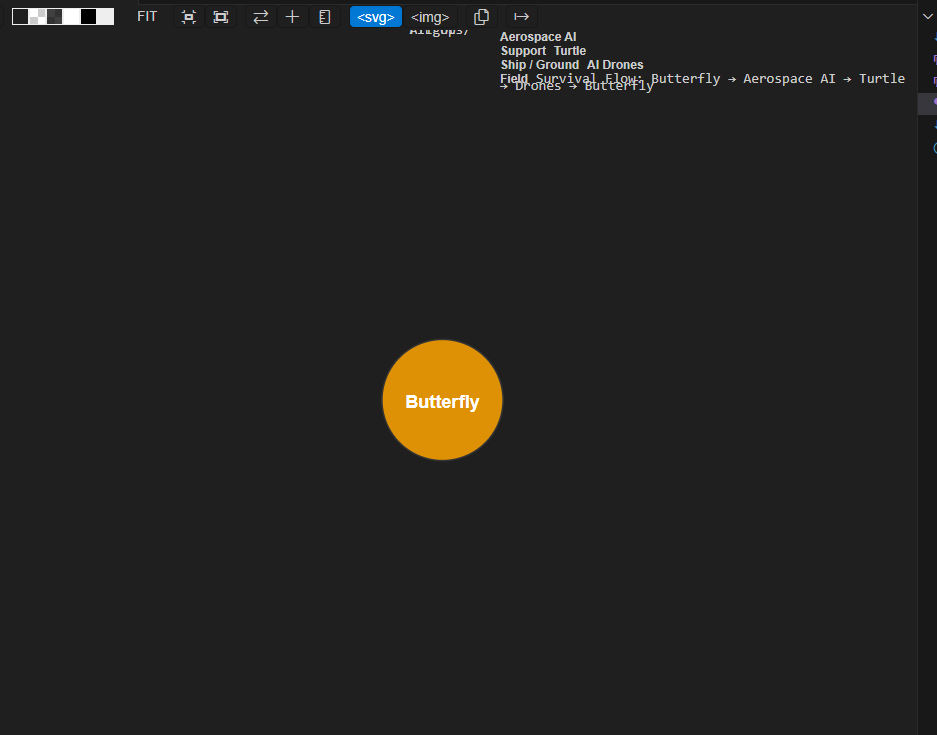 FIT
<svg>
<img>
Aerospace AI
Support Turtle
Ship / Ground AI Drones
Field Survival Flow: Butterfly → Aerospace AI → Turtle
→ Drones → Butterfly
Butterfly